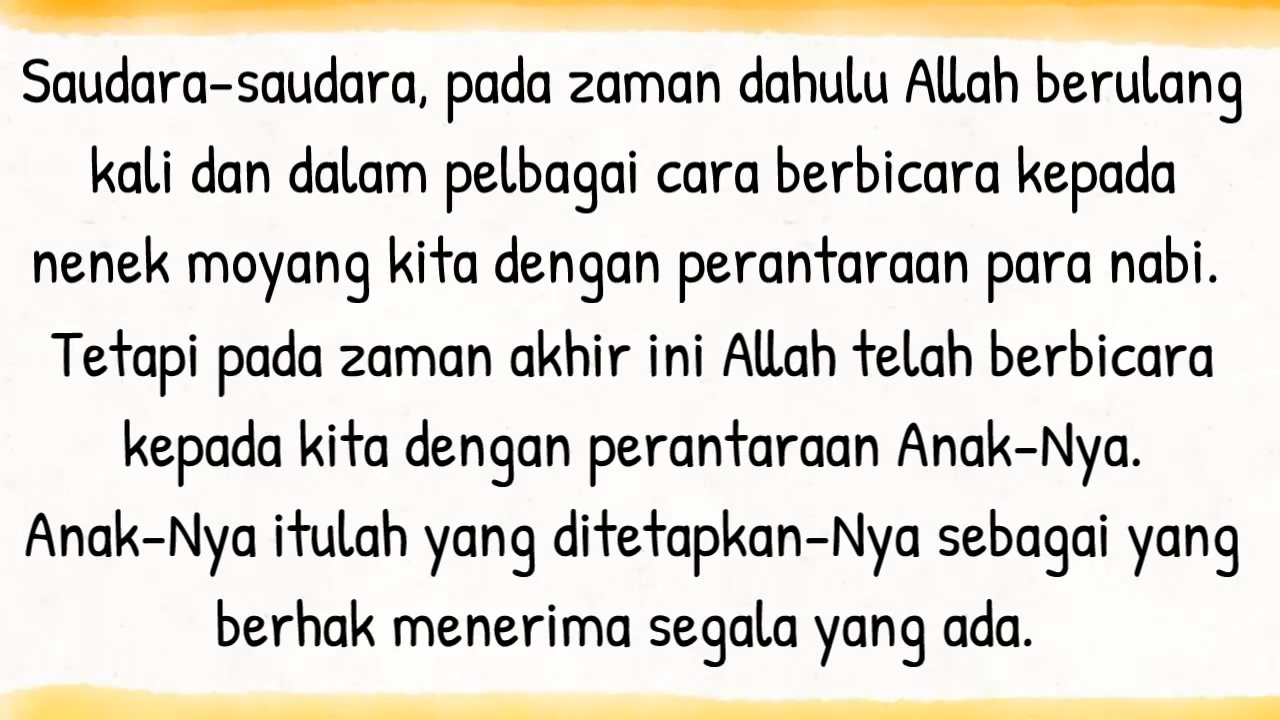 Saudara-saudara, pada zaman dahulu Allah berulang
kali dan dalam pelbagai cara berbicara kepada
nenek moyang kita dengan perantaraan para nabi.
Tetapi pada zaman akhir ini Allah telah berbicara
kepada kita dengan perantaraan Anak-Nya.
Anak-Nya itulah yang ditetapkan-Nya sebagai yang
berhak menerima segala yang ada.